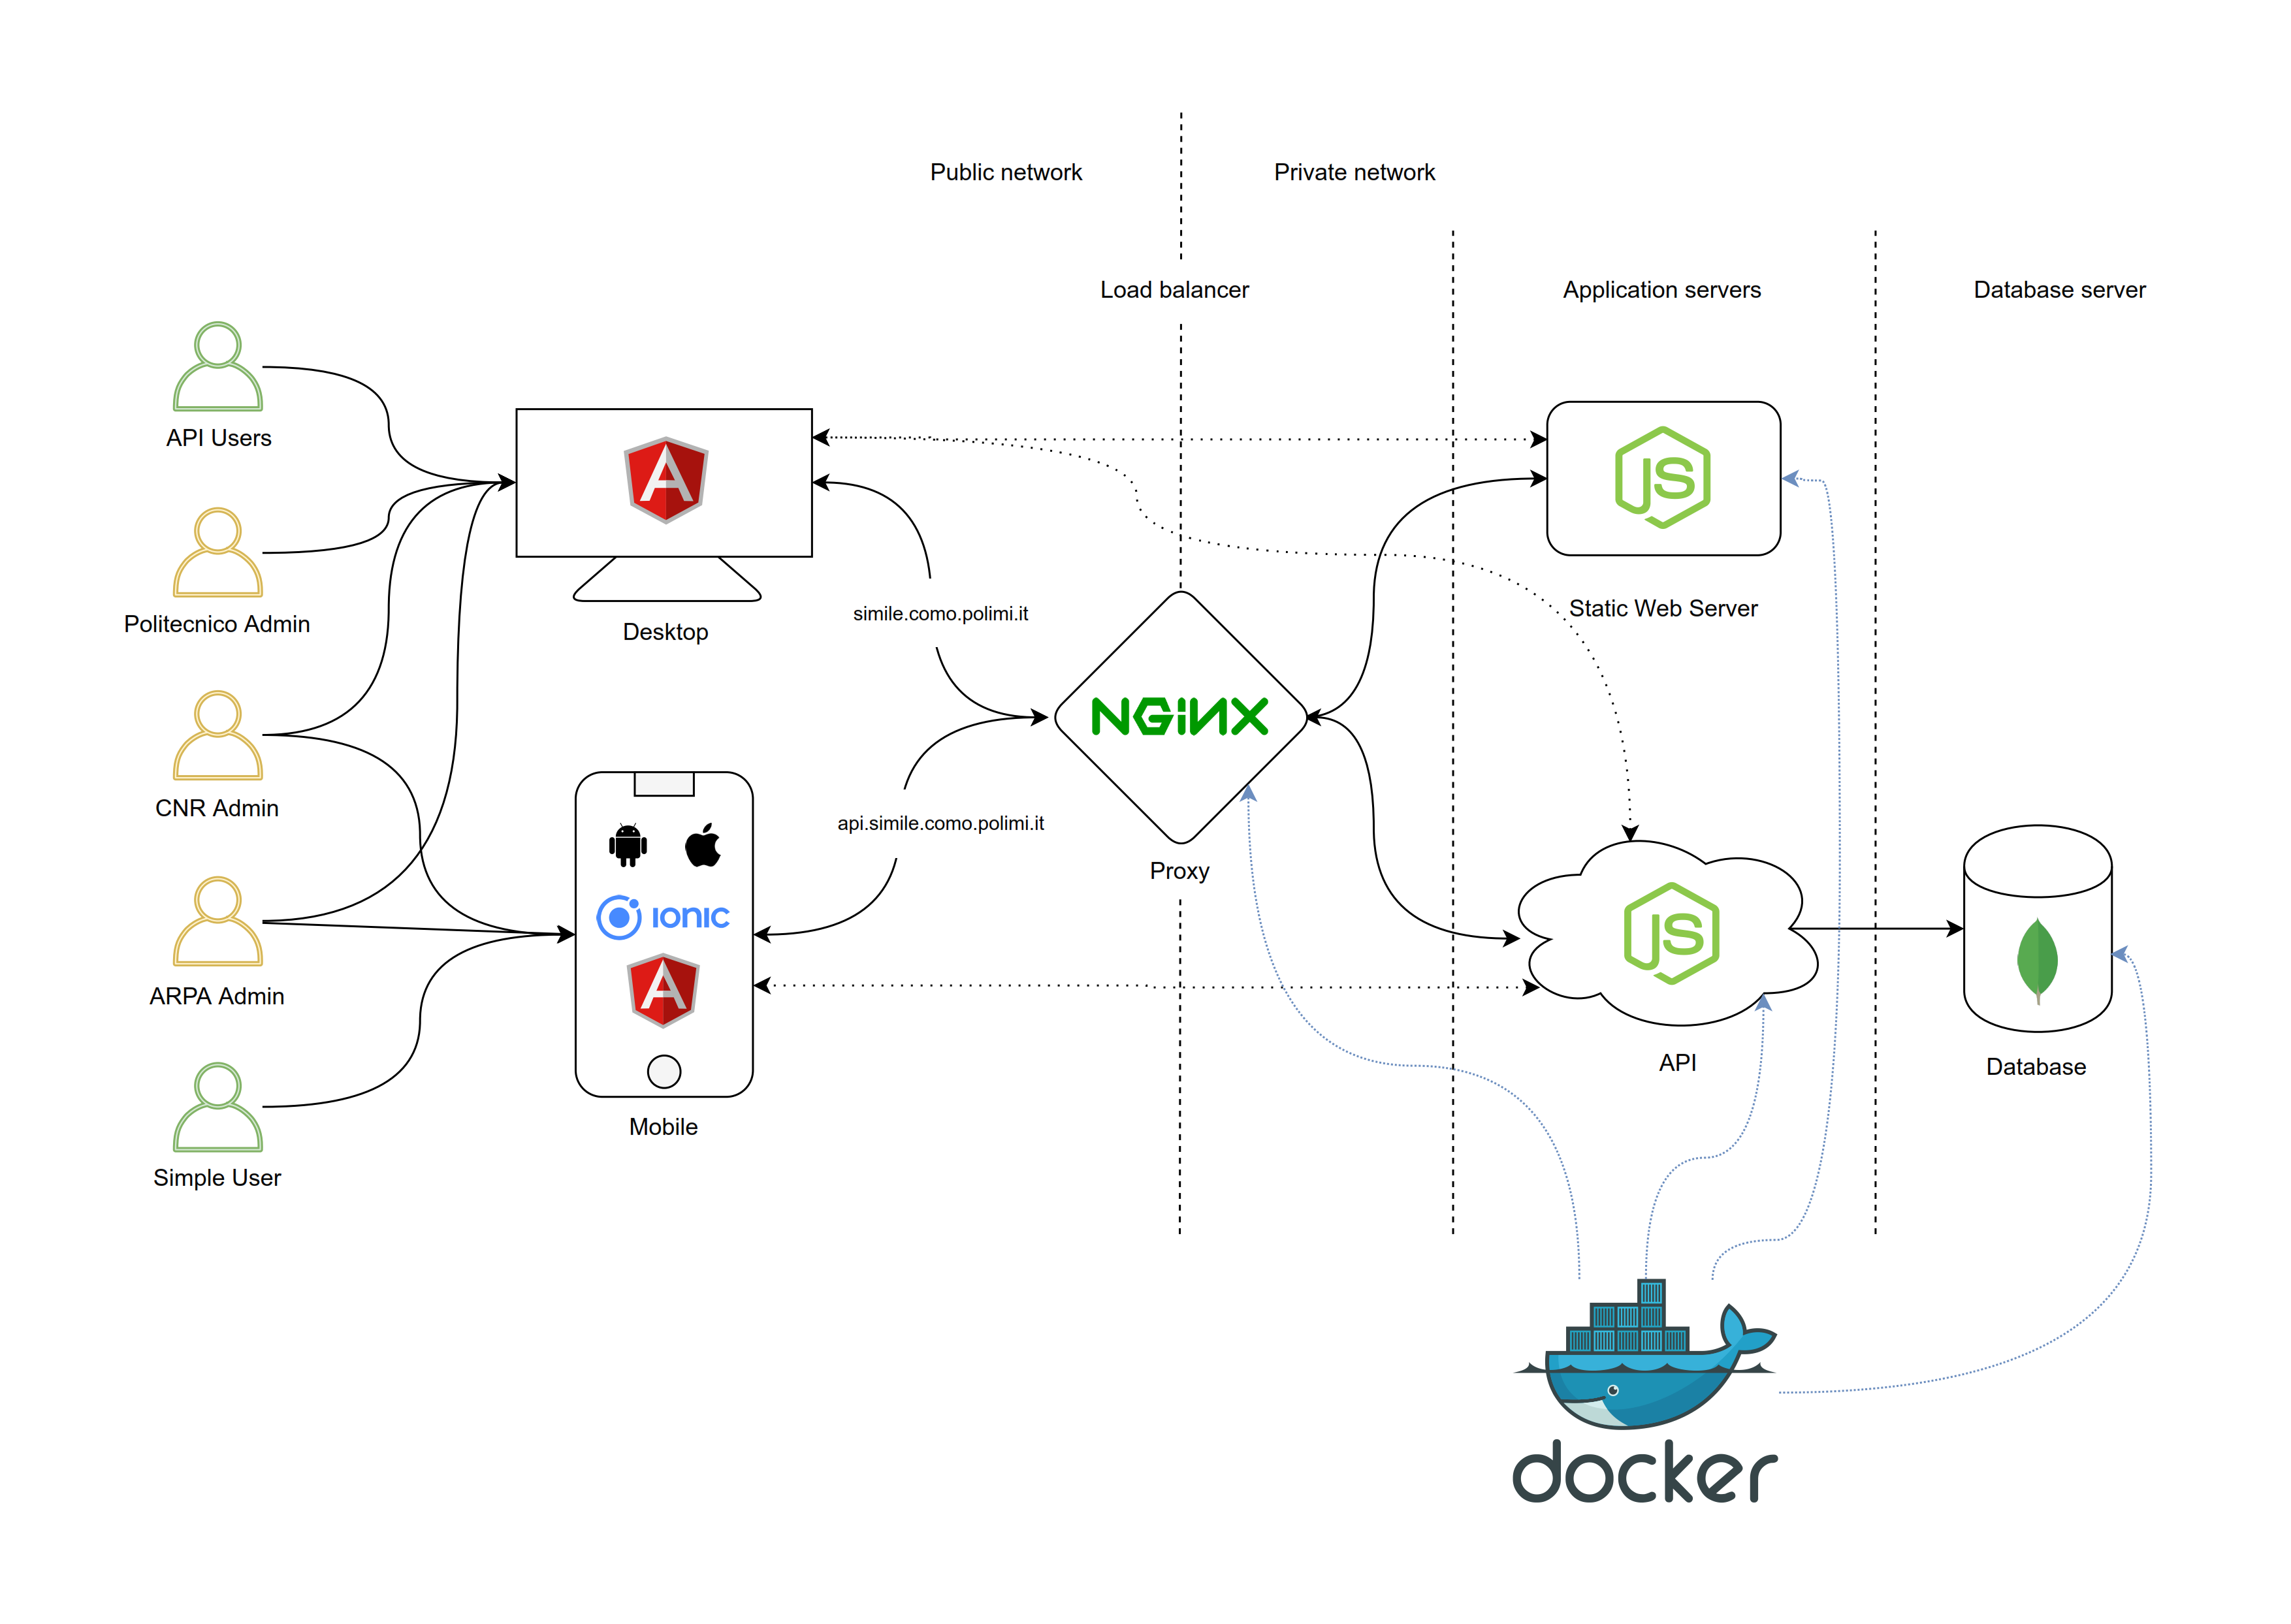 Public network
Private network
Load balancer
Application servers
Database server
API Users
Politecnico Admin
CNR Admin
ARPA Admin
Simple User
Desktop
simile.como.polimi.it
NGINX
api.simile.como.polimi.it
Proxy
ionic
Mobile
JS
Static Web Server
JS
API
Database
docker